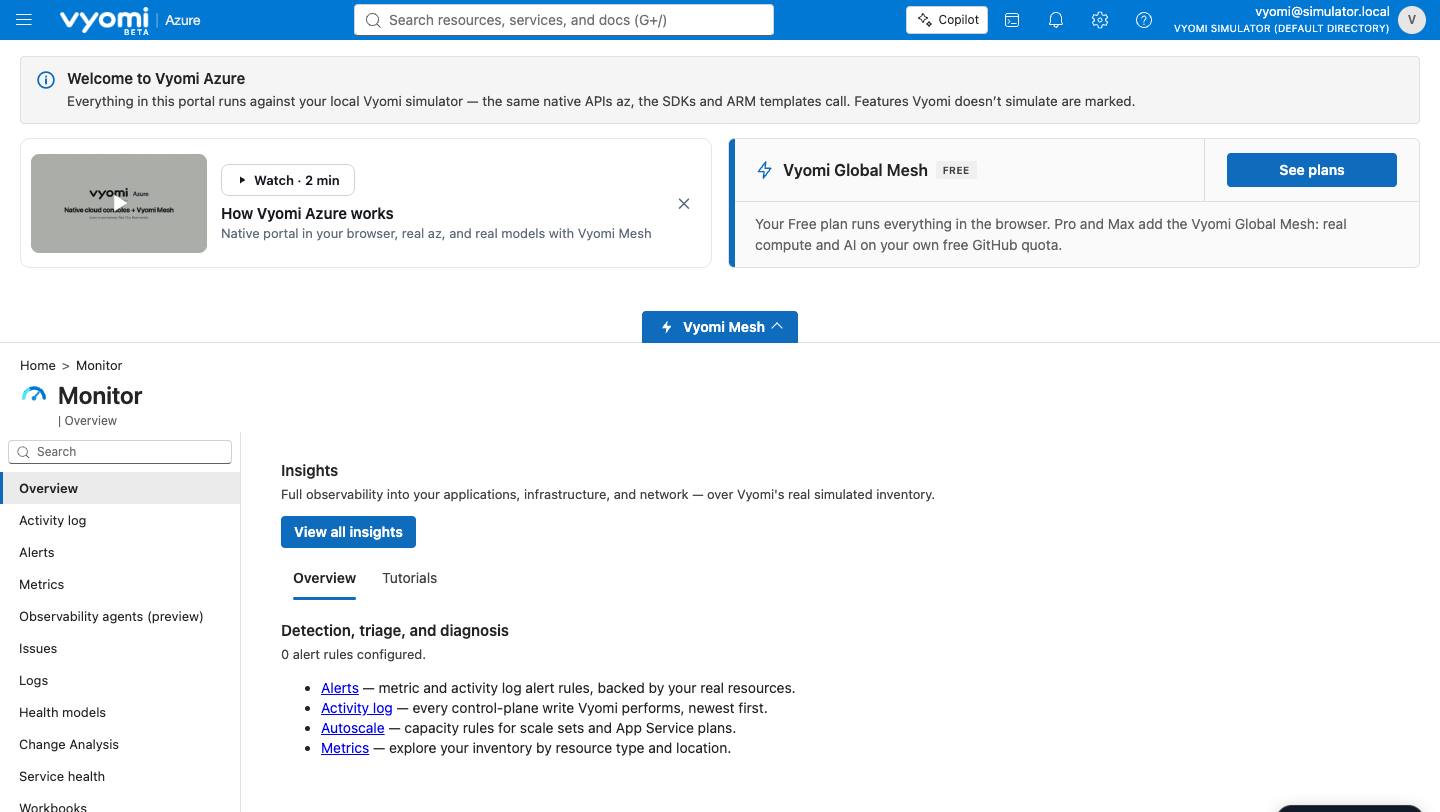 vyomi BETA | Azure
Search resources, services, and docs (G+/)
Copilot
vyomi@simulator.local
VYOMI SIMULATOR (DEFAULT DIRECTORY)
V
Welcome to Vyomi Azure
Everything in this portal runs against your local Vyomi simulator — the same native APIs az, the SDKs and ARM templates call. Features Vyomi doesn’t simulate are marked.
vyomi Azure
Native cloud consoles + Vyomi Mesh
Watch · 2 min
How Vyomi Azure works
Native portal in your browser, real az, and real models with Vyomi Mesh
Vyomi Global Mesh FREE
See plans
Your Free plan runs everything in the browser. Pro and Max add the Vyomi Global Mesh: real
compute and AI on your own free GitHub quota.
Vyomi Mesh
Home > Monitor
Monitor
| Overview
Search
Overview
Activity log
Alerts
Metrics
Observability agents (preview)
Issues
Logs
Health models
Change Analysis
Service health
Workbooks
Insights
Full observability into your applications, infrastructure, and network — over Vyomi's real simulated inventory.
View all insights
Overview Tutorials
Detection, triage, and diagnosis
0 alert rules configured.
• Alerts — metric and activity log alert rules, backed by your real resources.
• Activity log — every control-plane write Vyomi performs, newest first.
• Autoscale — capacity rules for scale sets and App Service plans.
• Metrics — explore your inventory by resource type and location.